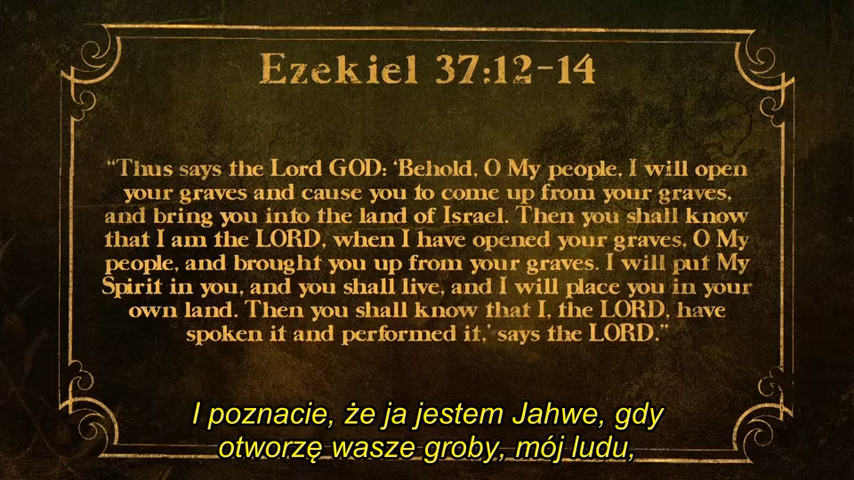 Ezekiel 37:12-14
“Thus says the Lord GOD: ‘Behold, O My people, I will open
your graves and cause you to come up from your graves,
and bring you into the land of Israel. Then you shall know
that I am the LORD, when I have opened your graves, O My
people, and brought you up from your graves. I will put My
Spirit in you, and you shall live, and I will place you in your
own land. Then you shall know that I, the LORD, have
spoken it and performed it,’ says the LORD.”
I poznacie, że ja jestem Jahwe, gdy
otworzę wasze groby, mój ludu,